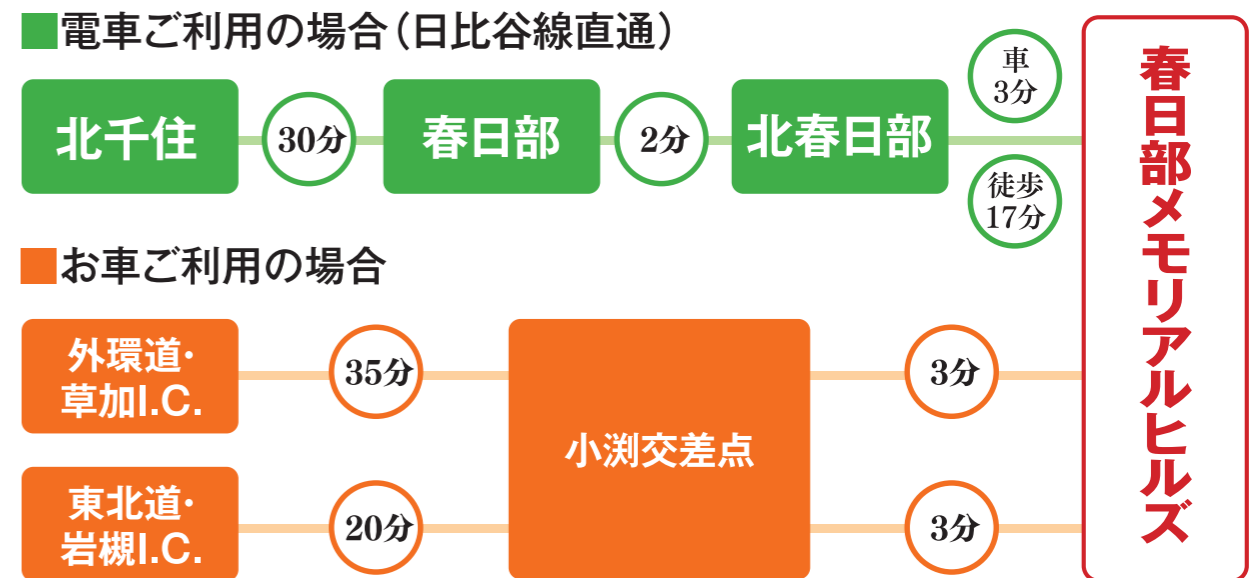 ■電車ご利用の場合(日比谷線直通)
北千住
30分
春日部
2分
北春日部
車
3分
徒歩
17分
春日部メモリアルヒルズ
■お車ご利用の場合
外環道・
草加I.C.
35分
小渕交差点
3分
東北道・
岩槻I.C.
20分
3分